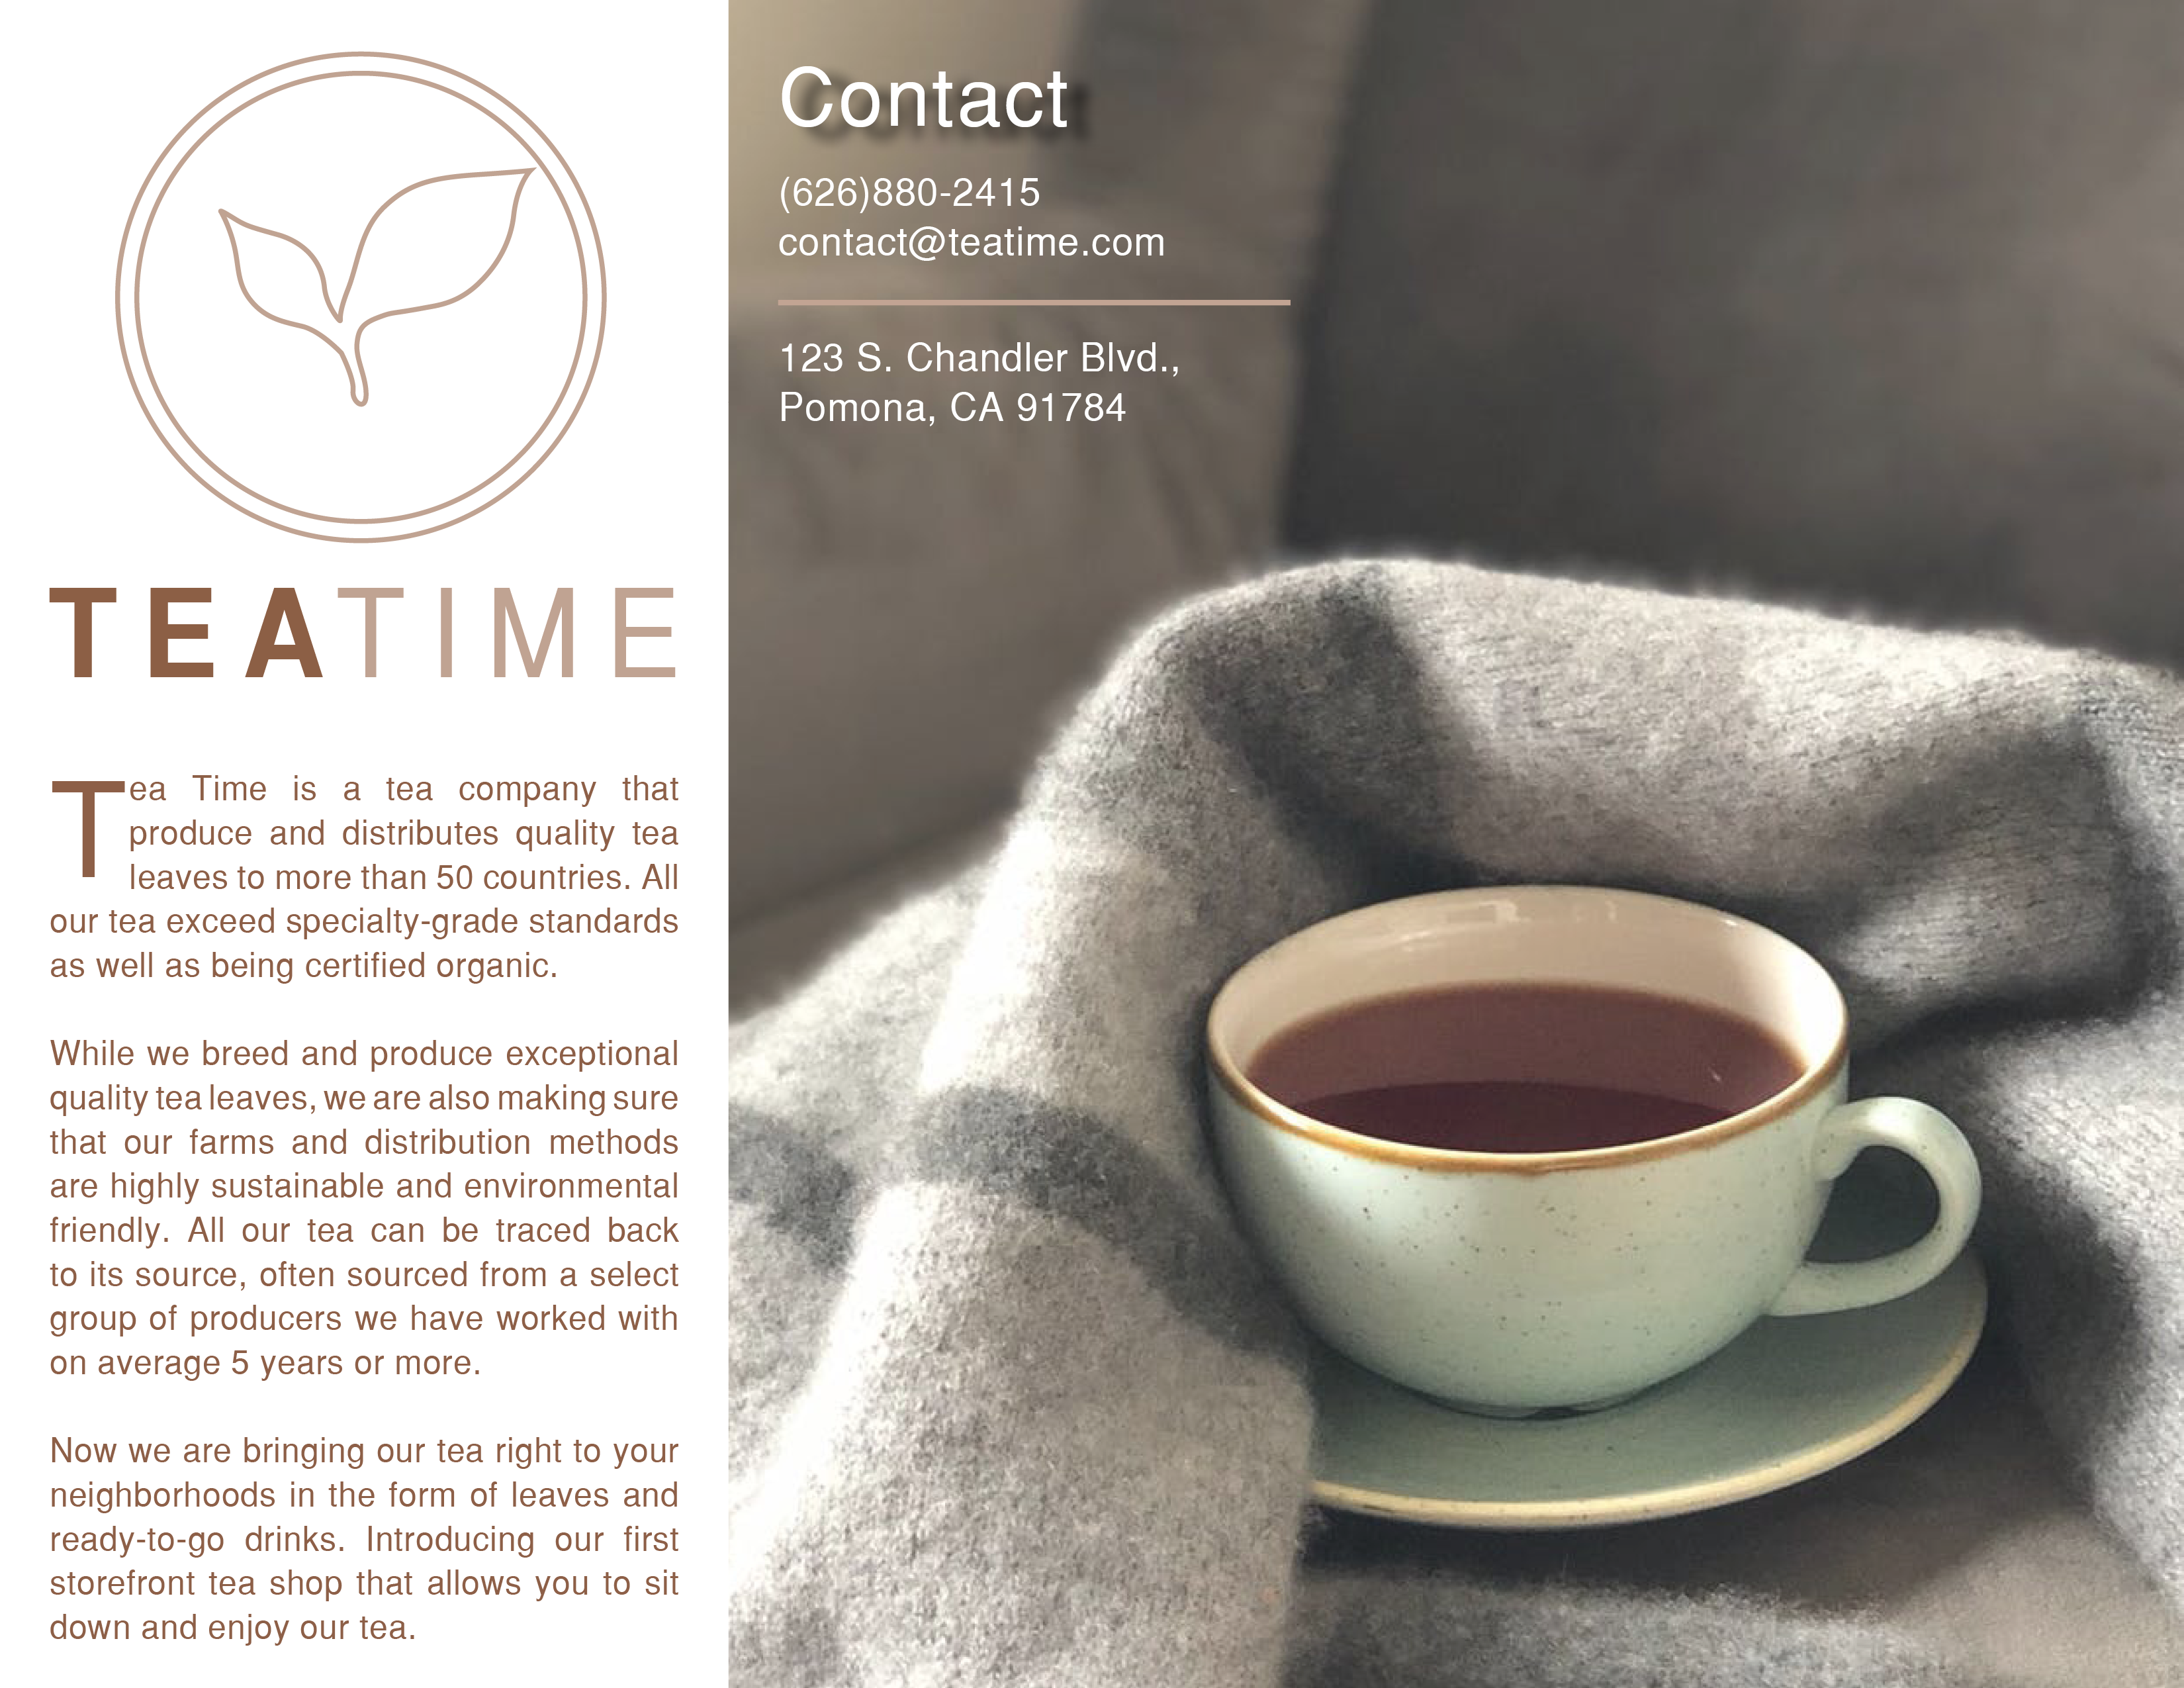 TEATIME
Tea Time is a tea company that
produce and distributes quality tea
leaves to more than 50 countries. All
our tea exceed specialty-grade standards
as well as being certified organic.
While we breed and produce exceptional
quality tea leaves, we are also making sure
that our farms and distribution methods
are highly sustainable and environmental
friendly. All our tea can be traced back
to its source, often sourced from a select
group of producers we have worked with
on average 5 years or more.
Now we are bringing our tea right to your
neighborhoods in the form of leaves and
ready-to-go drinks. Introducing our first
storefront tea shop that allows you to sit
down and enjoy our tea.
Contact
(626)880-2415
contact@teatime.com
123 S. Chandler Blvd.,
Pomona, CA 91784